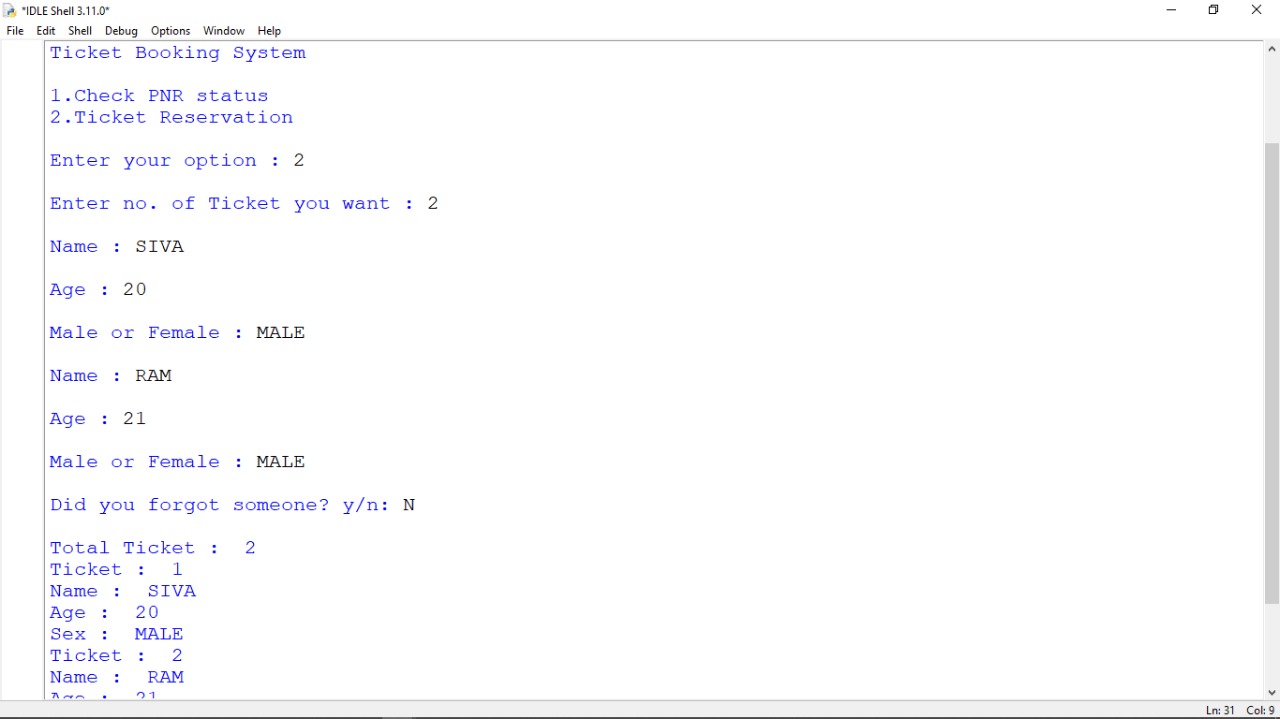 *IDLE Shell 3.11.0*
File Edit Shell Debug Options Window Help
Ticket Booking System
1.Check PNR status
2.Ticket Reservation
Enter your option : 2
Enter no. of Ticket you want : 2
Name : SIVA
Age : 20
Male or Female : MALE
Name : RAM
Age : 21
Male or Female : MALE
Did you forgot someone? y/n: N
Total Ticket :  2
Ticket :  1
Name :  SIVA
Age :  20
Sex :  MALE
Ticket :  2
Name :  RAM
Age :  21
Ln: 31 Col: 9